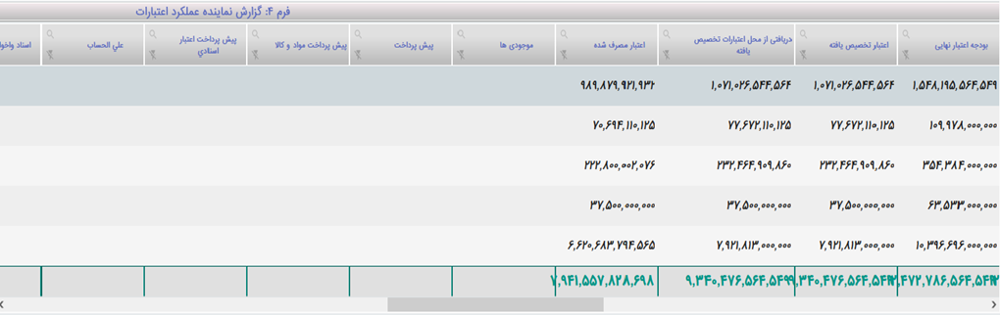 فرم ۴: گزارش نماینده عملکرد اعتبارات
بودجه اعتبار نهایی اعتبار تخصیص یافته دریافتی از محل اعتبارات تخصیص یافته اعتبار مصرف شده موجودی ها پیش پرداخت پیش پرداخت مواد و کالا پیش پرداخت اعتبار اسنادي علي الحساب اسناد
۱,۵۴۸,۱۹۵,۵۶۴,۵۴۹ ۱,۰۷۱,۰۲۶,۵۴۴,۵۶۴ ۱,۰۷۱,۰۲۶,۵۴۴,۵۶۴ ۹۸۹,۸۷۹,۹۲۱,۹۳۲
۱۰۹,۹۷۸,۰۰۰,۰۰۰ ۷۷,۶۷۲,۱۱۰,۱۲۵ ۷۷,۶۷۲,۱۱۰,۱۲۵ ۷۰,۶۹۴,۱۱۰,۱۲۵
۳۵۴,۳۸۴,۰۰۰,۰۰۰ ۲۳۲,۴۶۴,۹۰۹,۸۶۰ ۲۳۲,۴۶۴,۹۰۹,۸۶۰ ۲۲۲,۸۰۰,۰۰۲,۰۷۶
۶۳,۵۳۳,۰۰۰,۰۰۰ ۳۷,۵۰۰,۰۰۰,۰۰۰ ۳۷,۵۰۰,۰۰۰,۰۰۰ ۳۷,۵۰۰,۰۰۰,۰۰۰
۱۰,۳۹۶,۶۹۶,۰۰۰,۰۰۰ ۷,۹۲۱,۸۱۳,۰۰۰,۰۰۰ ۷,۹۲۱,۸۱۳,۰۰۰,۰۰۰ ۶,۶۲۰,۶۸۳,۷۹۴,۵۶۵
۱۲,۴۷۲,۷۸۶,۵۶۴,۵۴۹ ۹,۳۴۰,۴۷۶,۵۶۴,۵۴۹ ۹,۳۴۰,۴۷۶,۵۶۴,۵۴۹ ۷,۹۴۱,۵۵۷,۸۲۸,۶۹۸